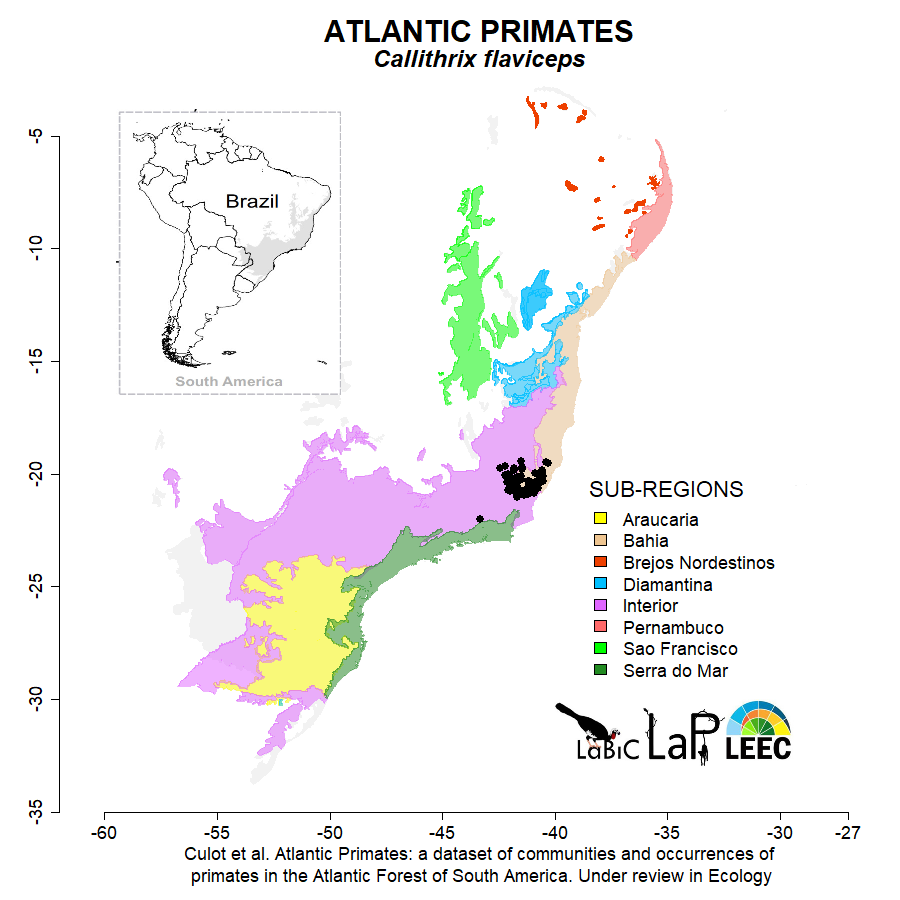 ATLANTIC PRIMATES
Callithrix flaviceps
Brazil
South America
-5
-10
-15
-20
-25
-30
-35
SUB-REGIONS
Araucaria
Bahia
Brejos Nordestinos
Diamantina
Interior
Pernambuco
Sao Francisco
Serra do Mar
LaBiC
LaP
LEEC
-60
-55
-50
-45
-40
-35
-30
-27
Culot et al. Atlantic Primates: a dataset of communities and occurrences of
primates in the Atlantic Forest of South America. Under review in Ecology